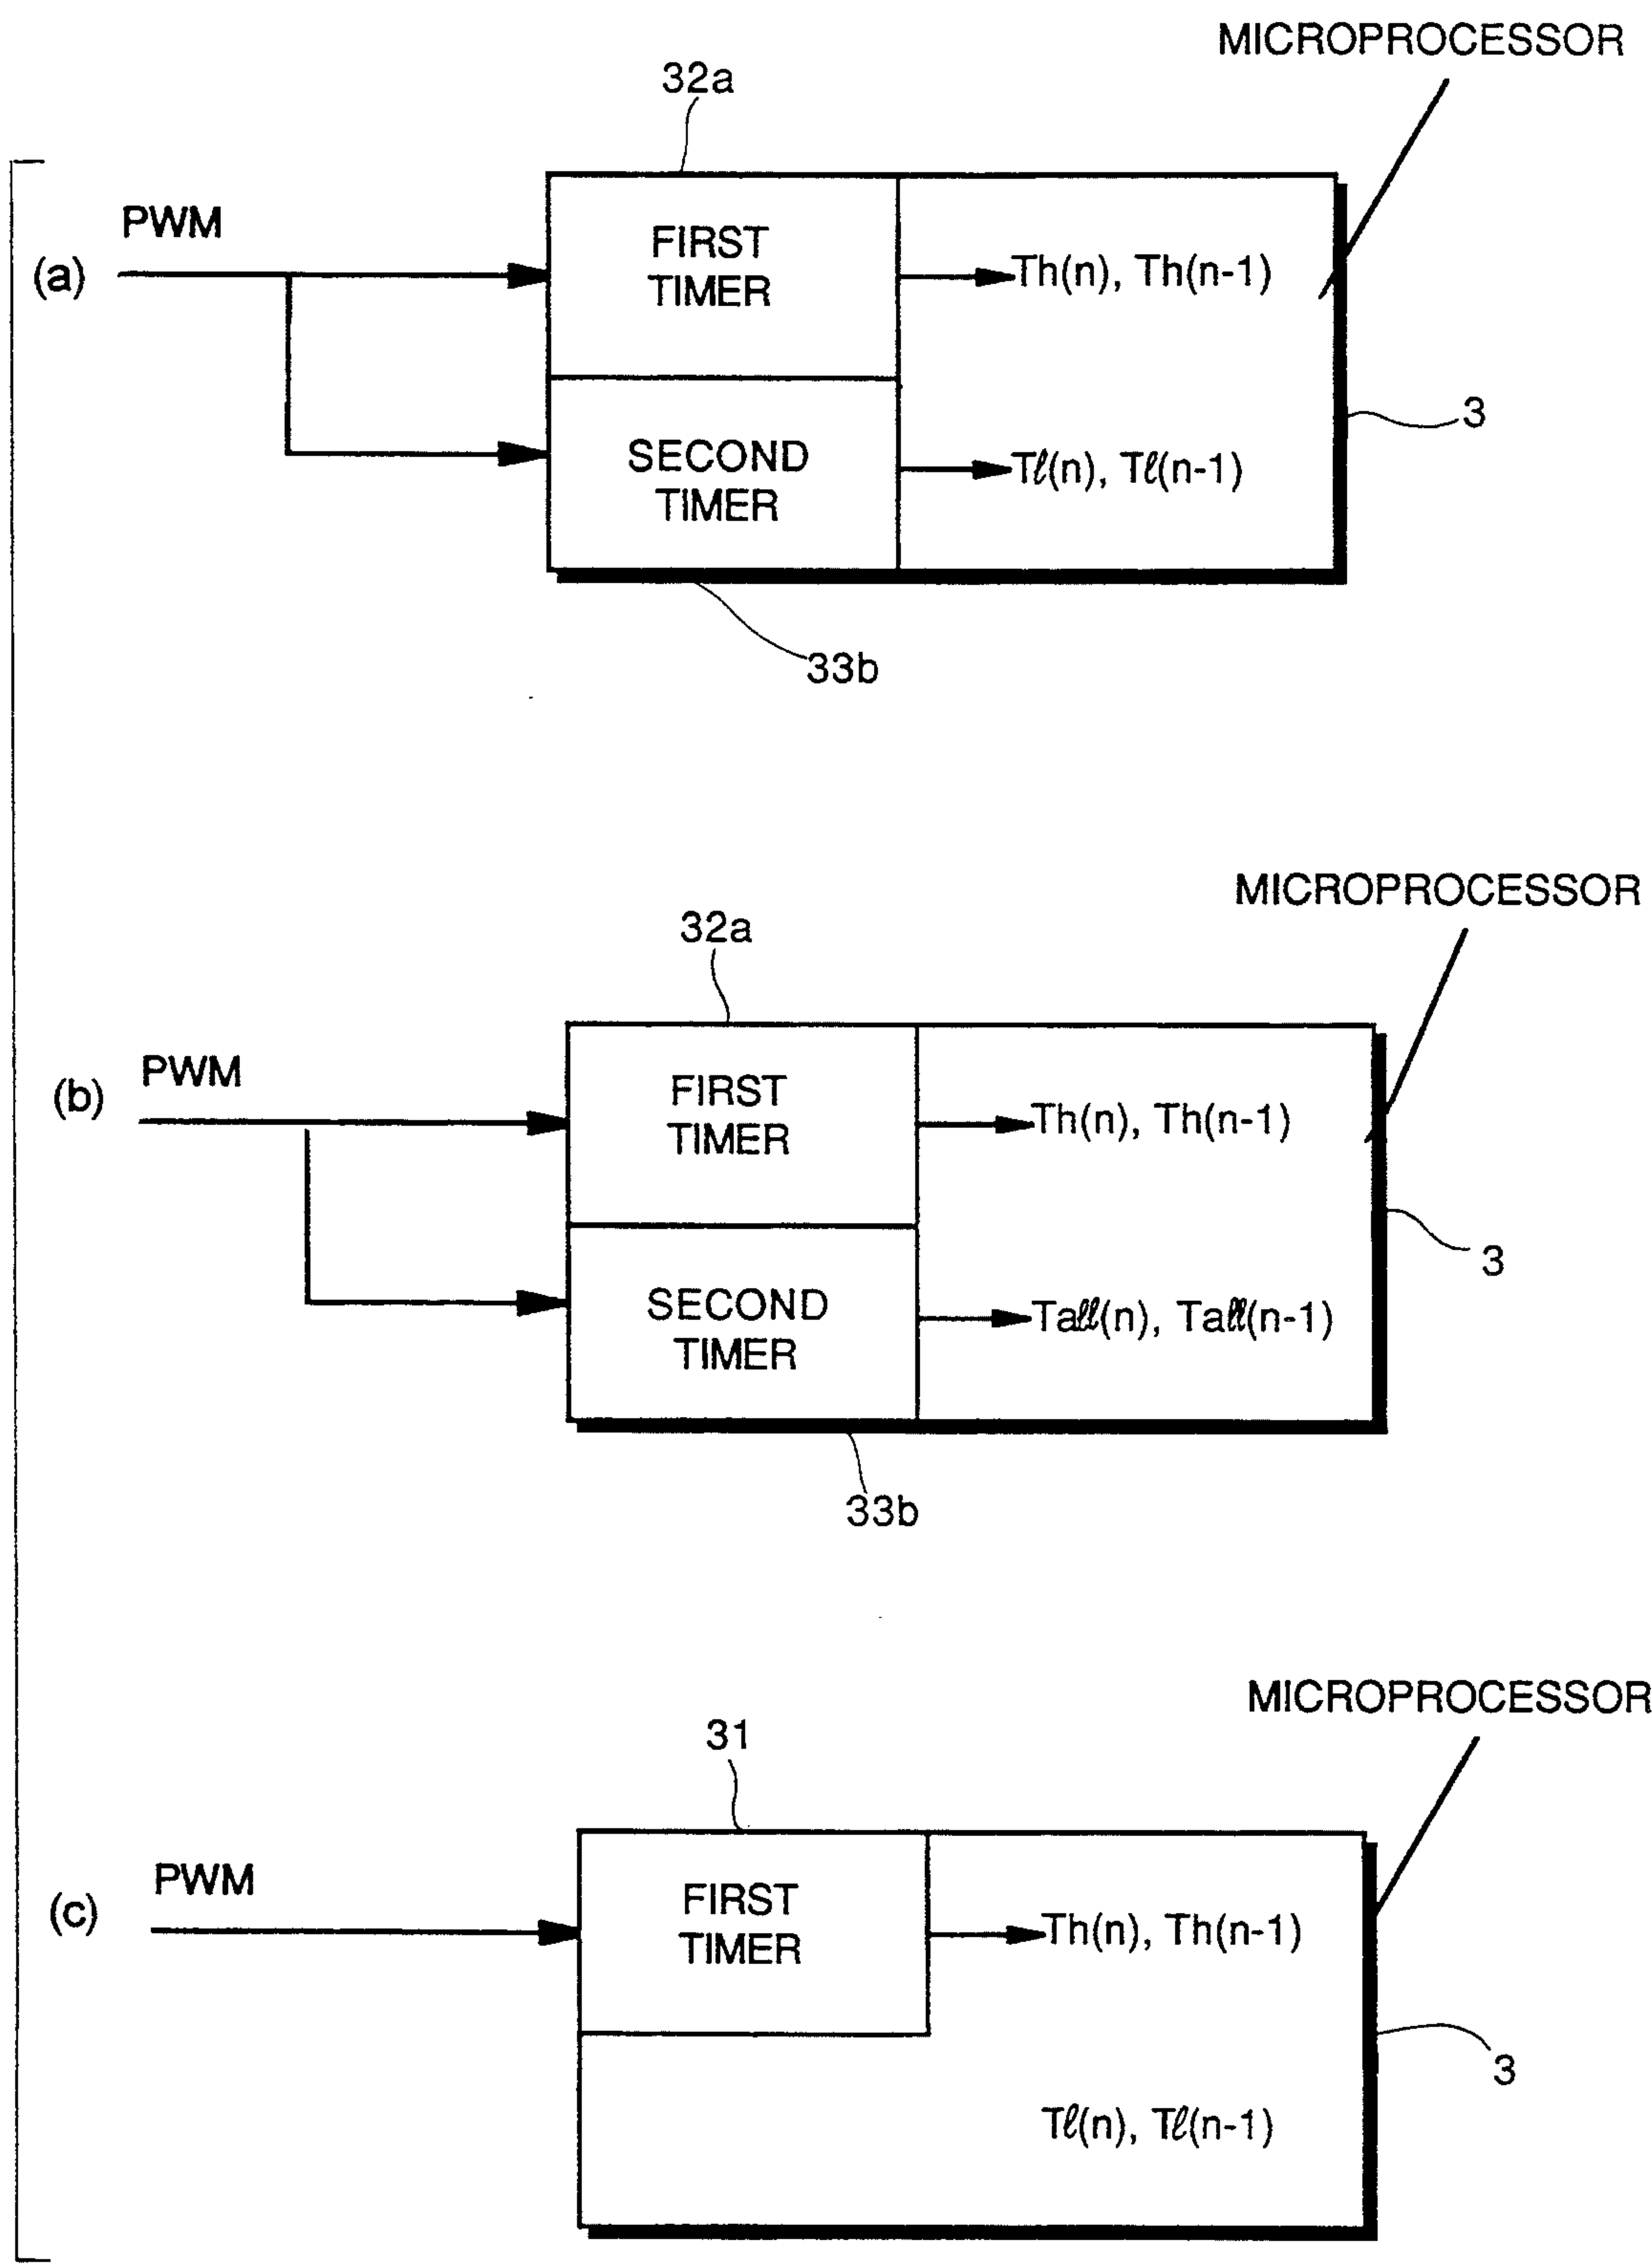 MICROPROCESSOR
32a
PWM
(a)
FIRST
TIMER
Th(n), Th(n-1)
3
SECOND
TIMER
Tℓ(n), Tℓ(n-1)
33b
MICROPROCESSOR
32a
PWM
(b)
FIRST
TIMER
Th(n), Th(n-1)
3
SECOND
TIMER
Taℓℓ(n), Taℓℓ(n-1)
33b
MICROPROCESSOR
31
PWM
(c)
FIRST
TIMER
Th(n), Th(n-1)
3
Tℓ(n), Tℓ(n-1)